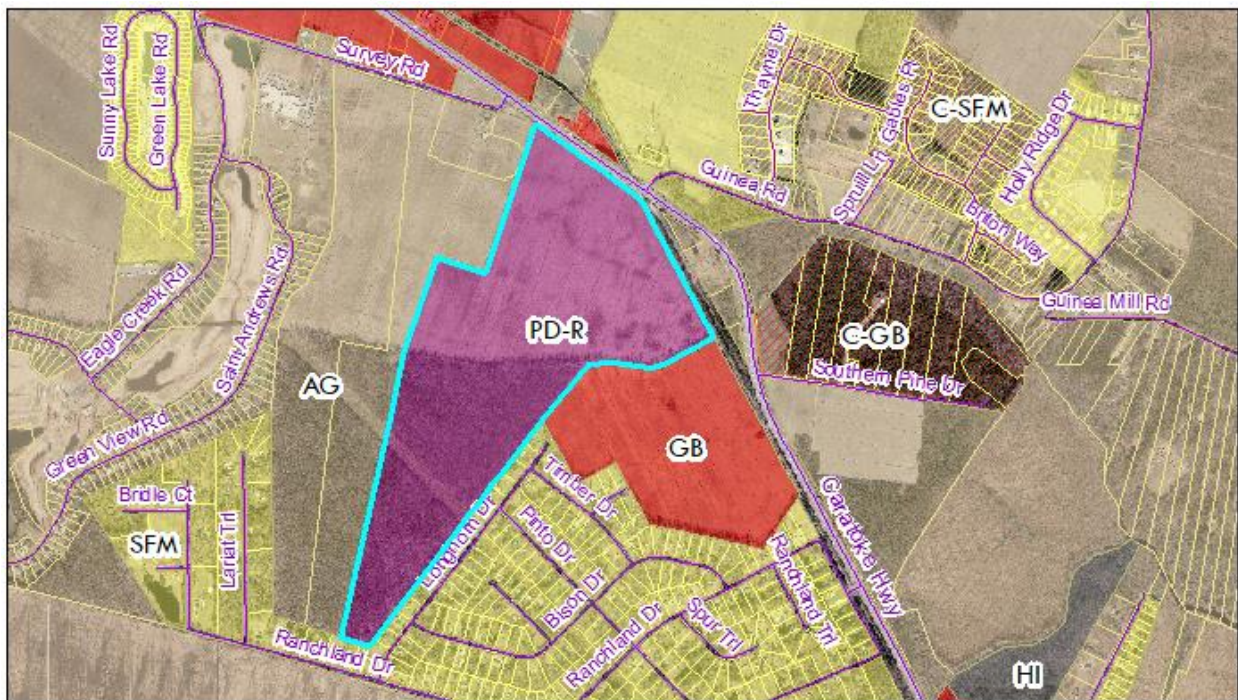 Sunny Lake Rd
Green Lake Rd
Survey Rd
Thayne Dr
Gables Pt
C-SFM
Holly Ridge Dr
Guinea Rd
Spruill Ln
Briton Way
Eagle Creek Rd
Saint Andrews Rd
Guinea Mill Rd
PD-R
C-GB
AG
Southern Pine Dr
Green View Rd
GB
Timber Dr
Longhorn Dr
Bridle Ct
Pinto Dr
Caratoke Hwy
SFM
Lariat Trl
Bison Dr
Ranchland Trl
Ranchland Dr
Spur Trl
Ranchland Dr
HI